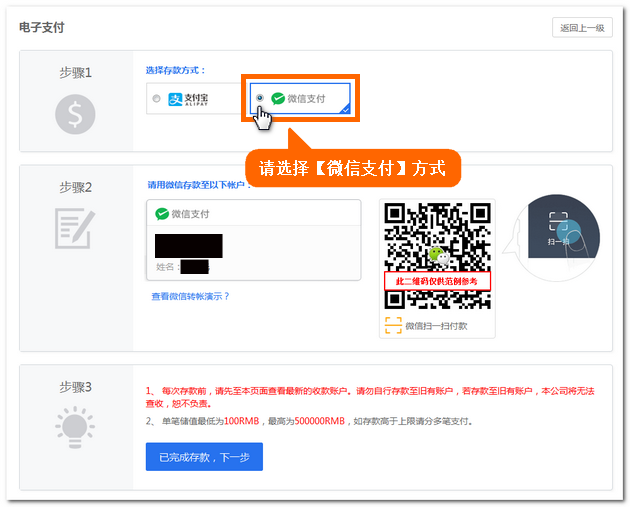 电子支付
返回上一级
步骤1
选择存款方式：
支付宝
ALIPAY
微信支付
请选择【微信支付】方式
步骤2
请用微信存款至以下帐户：
微信支付
姓名：
查看微信转帐演示？
此二维码仅供范例参考
微信扫一扫付款
扫一扫
步骤3
1、 每次存款前，请先至本页面查看最新的收款账户。请勿自行存款至旧有账户，若存款至旧有账户，本公司将无法
查收，恕不负责。
2、 单笔储值最低为100RMB，最高为500000RMB，如存款高于上限请分多笔支付。
已完成存款，下一步